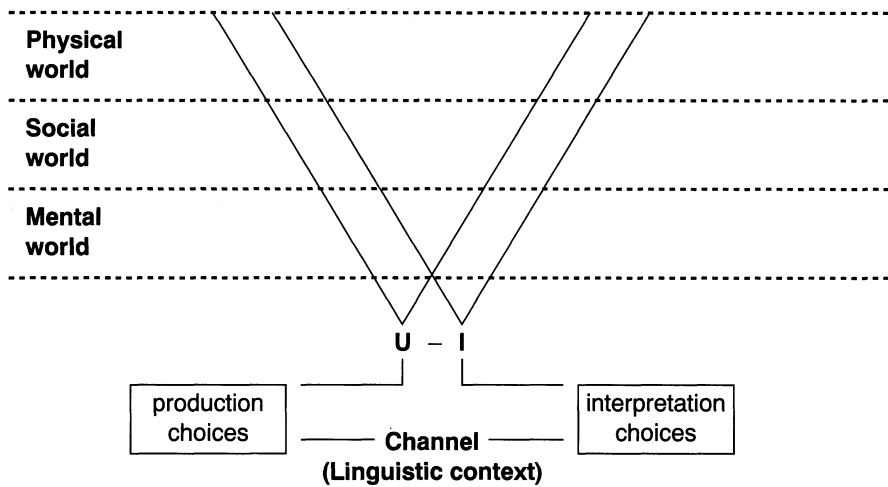 Physical
world
Social
world
Mental
world
U – I
production
choices
interpretation
choices
Channel
(Linguistic context)